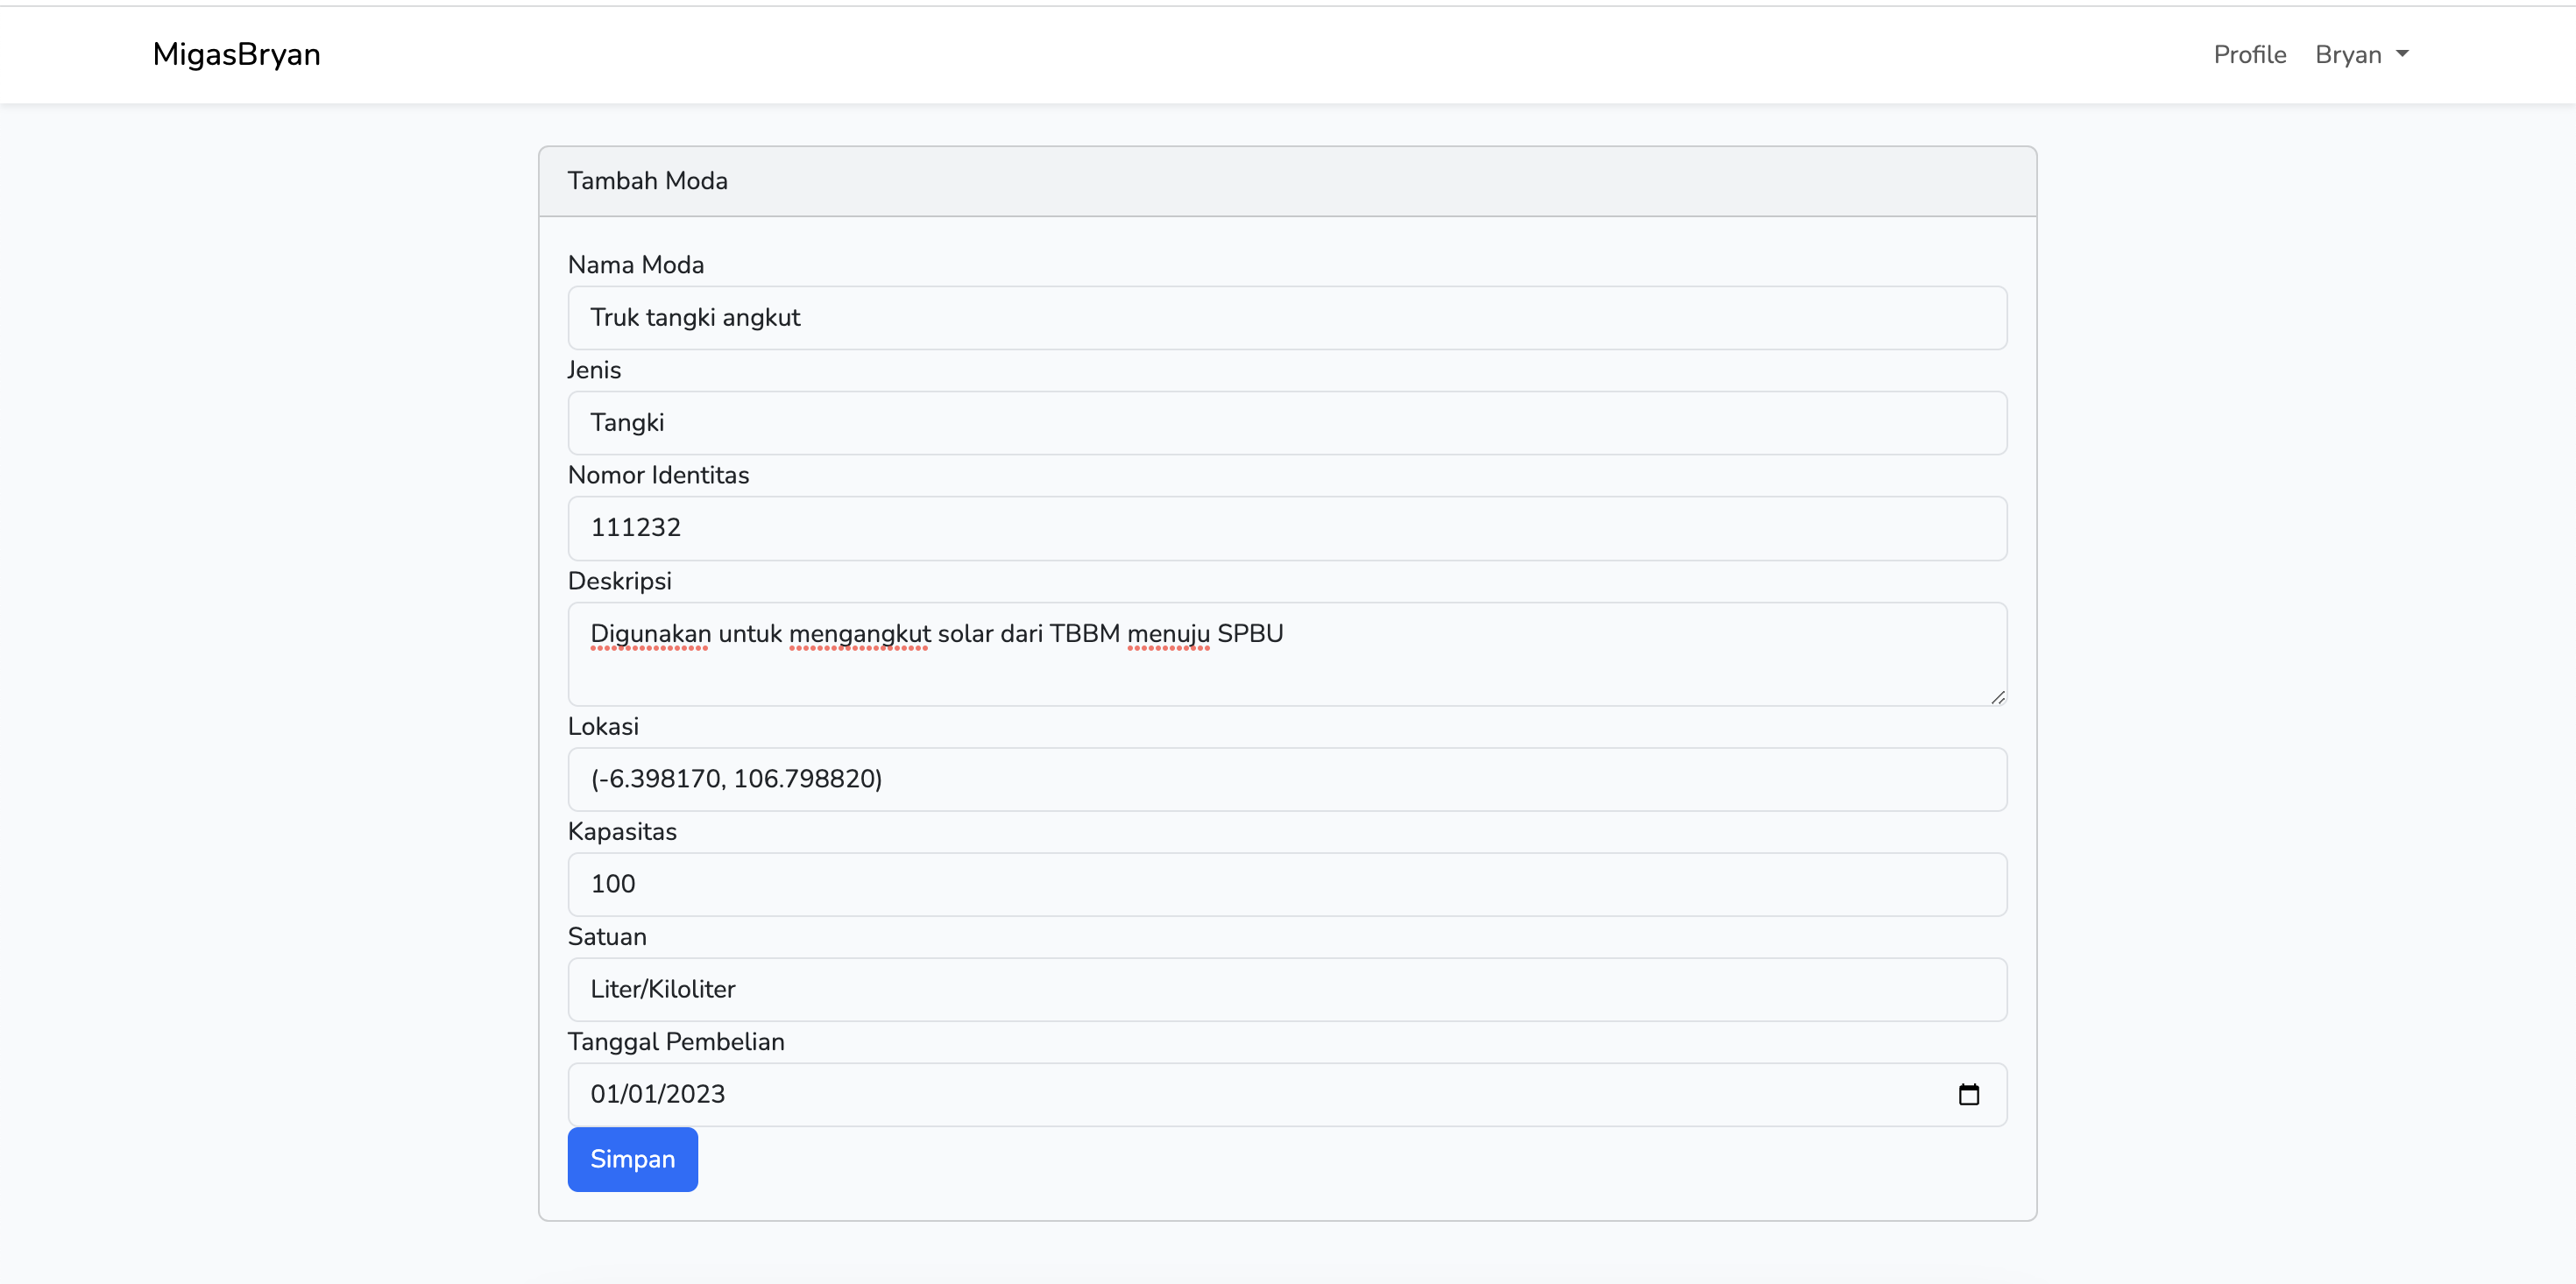 MigasBryan
Profile
Bryan
Tambah Moda
Nama Moda
Truk tangki angkut
Jenis
Tangki
Nomor Identitas
111232
Deskripsi
Digunakan untuk mengangkut solar dari TBBM menuju SPBU
Lokasi
(-6.398170, 106.798820)
Kapasitas
100
Satuan
Liter/Kiloliter
Tanggal Pembelian
01/01/2023
Simpan